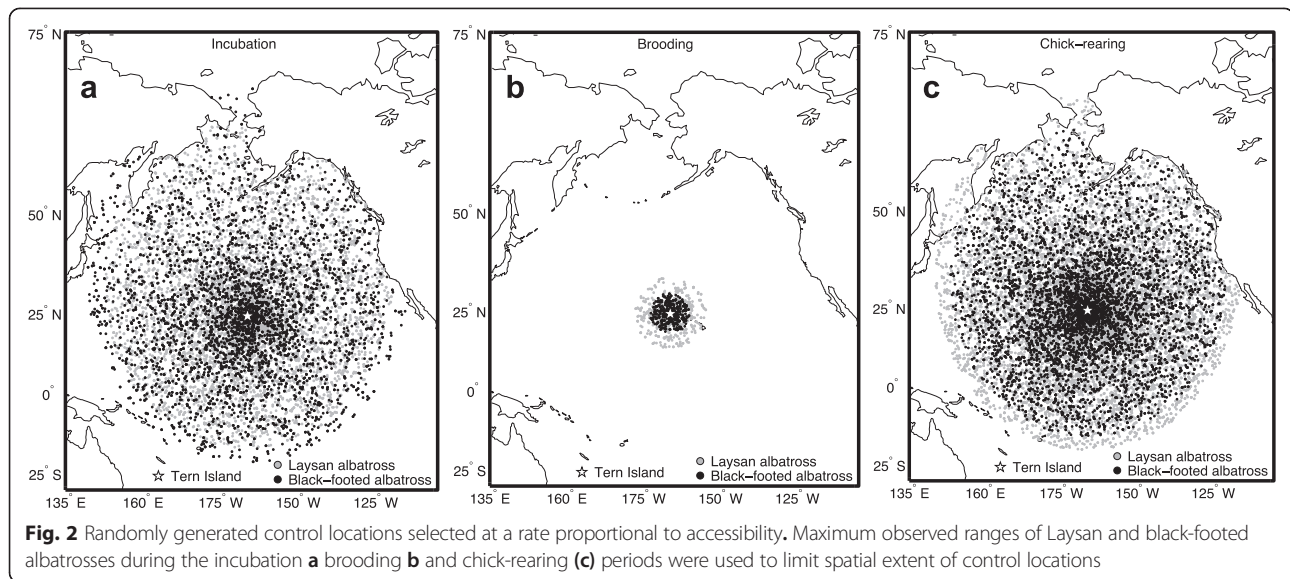 75° N
Incubation
a
50° N
25° N
0°
25° S
☆ Tern Island
Laysan albatross
Black–footed albatross
135° E
160° E
175° W
150° W
125° W
75° N
Brooding
b
50° N
25° N
0°
25° S
☆ Tern Island
Laysan albatross
Black–footed albatross
135° E
160° E
175° W
150° W
125° W
75° N
Chick–rearing
c
50° N
25° N
0°
25° S
☆ Tern Island
Laysan albatross
Black–footed albatross
135° E
160° E
175° W
150° W
125° W
Fig. 2 Randomly generated control locations selected at a rate proportional to accessibility. Maximum observed ranges of Laysan and black-footed
albatrosses during the incubation a brooding b and chick-rearing (c) periods were used to limit spatial extent of control locations